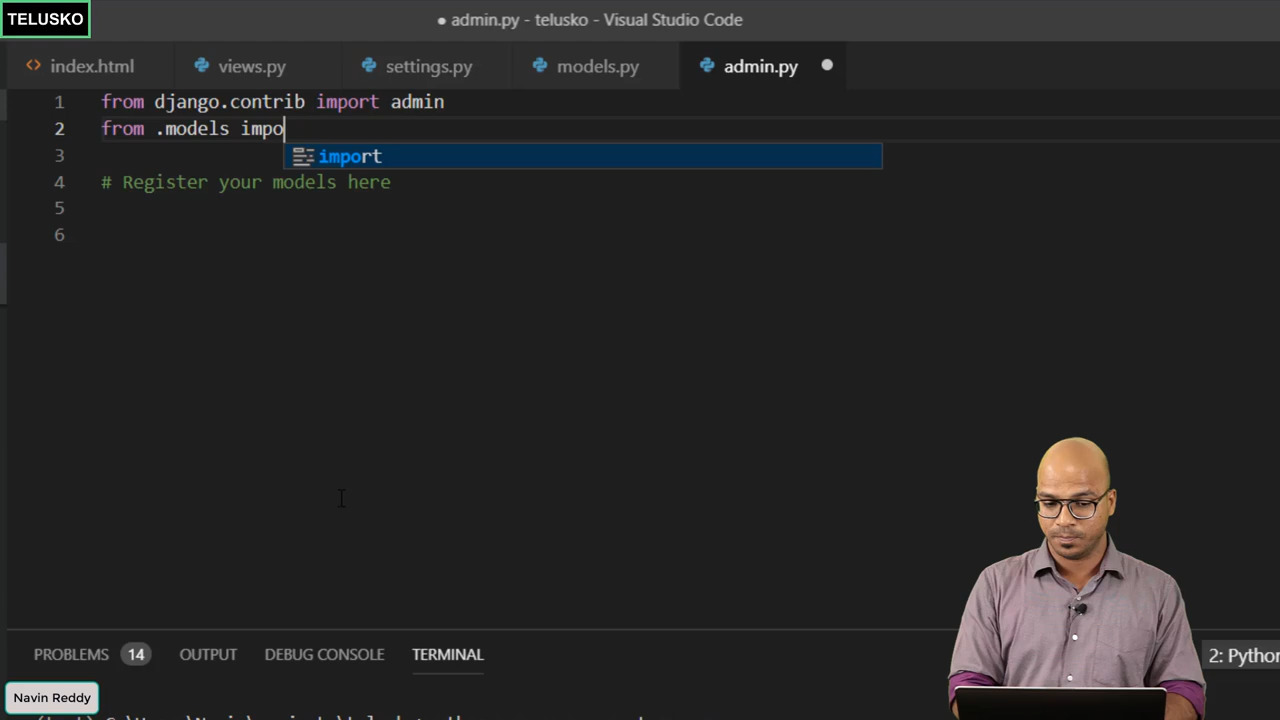 TELUSKO
● admin.py - telusko - Visual Studio Code
index.html views.py settings.py models.py admin.py
1 from django.contrib import admin
2 from .models impo
import
3
4 # Register your models here
5
6
PROBLEMS 14 OUTPUT DEBUG CONSOLE TERMINAL 2: Python
Navin Reddy